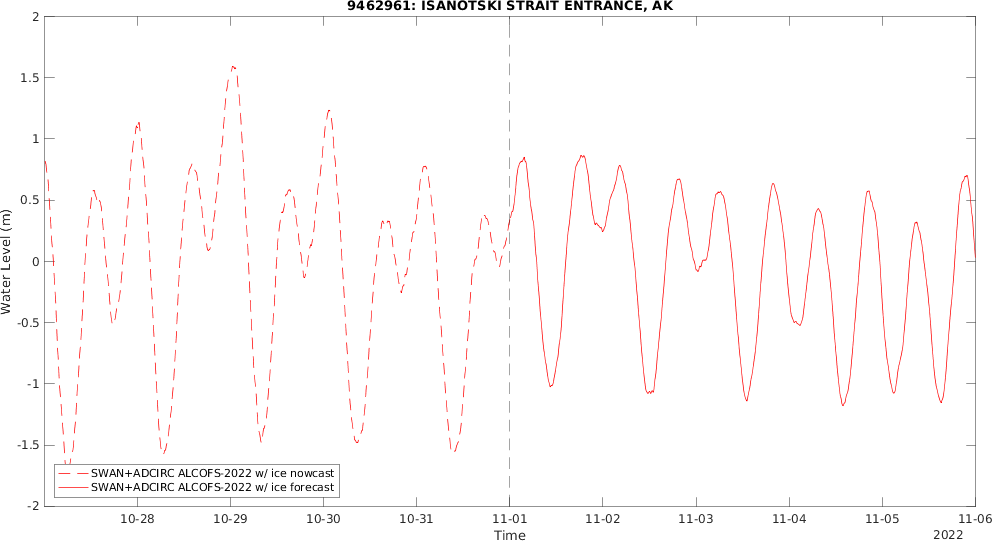 9462961: ISANOTSKI STRAIT ENTRANCE, AK
2
1.5
1
0.5
0
-0.5
-1
-1.5
-2
Water Level (m)
SWAN+ADCIRC ALCOFS-2022 w/ ice nowcast
SWAN+ADCIRC ALCOFS-2022 w/ ice forecast
10-28 10-29 10-30 10-31 11-01 11-02 11-03 11-04 11-05 11-06
Time
2022